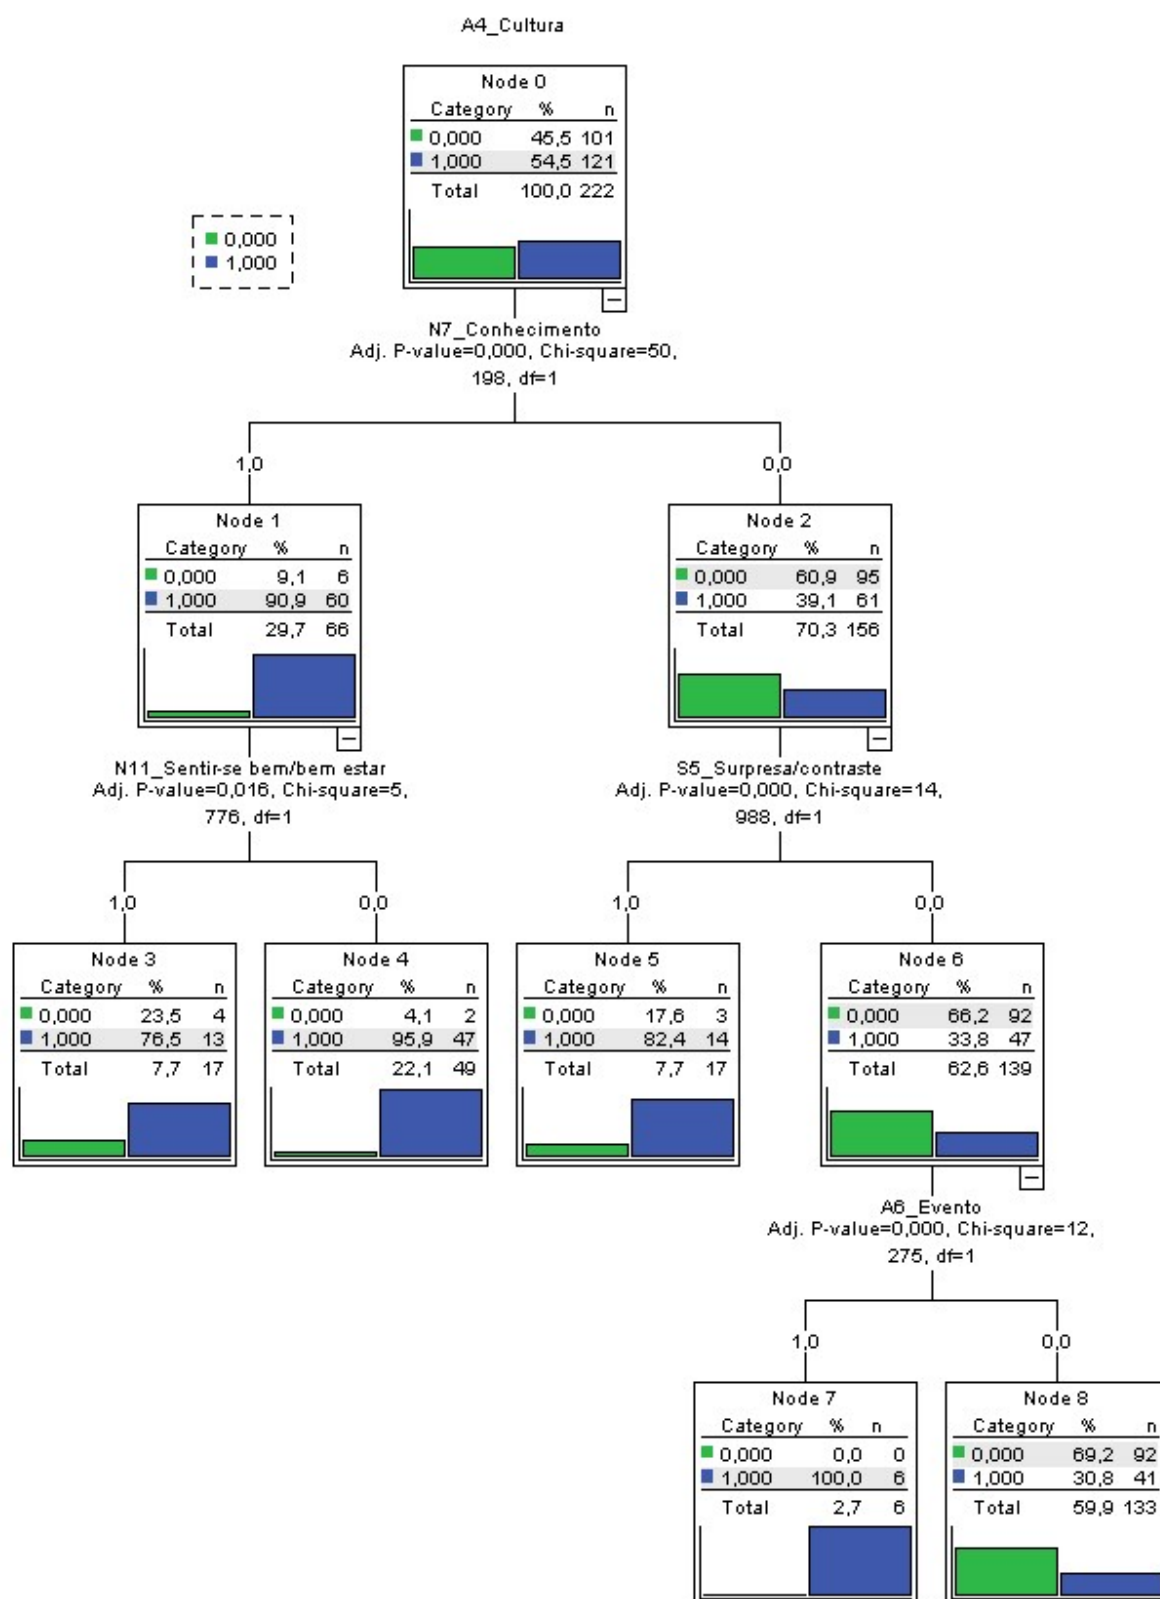 A4_Cultura
Node 0
Category % n
0,000 45,5 101
1,000 54,5 121
Total 100,0 222
0,000
1,000
N7_Conhecimento
Adj. P-value=0,000, Chi-square=50,
198, df=1
1,0
0,0
Node 1
Category % n
0,000 9,1 6
1,000 90,9 60
Total 29,7 66
Node 2
Category % n
0,000 60,9 95
1,000 39,1 61
Total 70,3 156
N11_Sentir-se bem/bem estar
Adj. P-value=0,016, Chi-square=5,
776, df=1
S5_Surpresa/contraste
Adj. P-value=0,000, Chi-square=14,
988, df=1
1,0
0,0
1,0
0,0
Node 3
Category % n
0,000 23,5 4
1,000 76,5 13
Total 7,7 17
Node 4
Category % n
0,000 4,1 2
1,000 95,9 47
Total 22,1 49
Node 5
Category % n
0,000 17,6 3
1,000 82,4 14
Total 7,7 17
Node 6
Category % n
0,000 66,2 92
1,000 33,8 47
Total 62,6 139
A6_Evento
Adj. P-value=0,000, Chi-square=12,
275, df=1
1,0
0,0
Node 7
Category % n
0,000 0,0 0
1,000 100,0 6
Total 2,7 6
Node 8
Category % n
0,000 69,2 92
1,000 30,8 41
Total 59,9 133